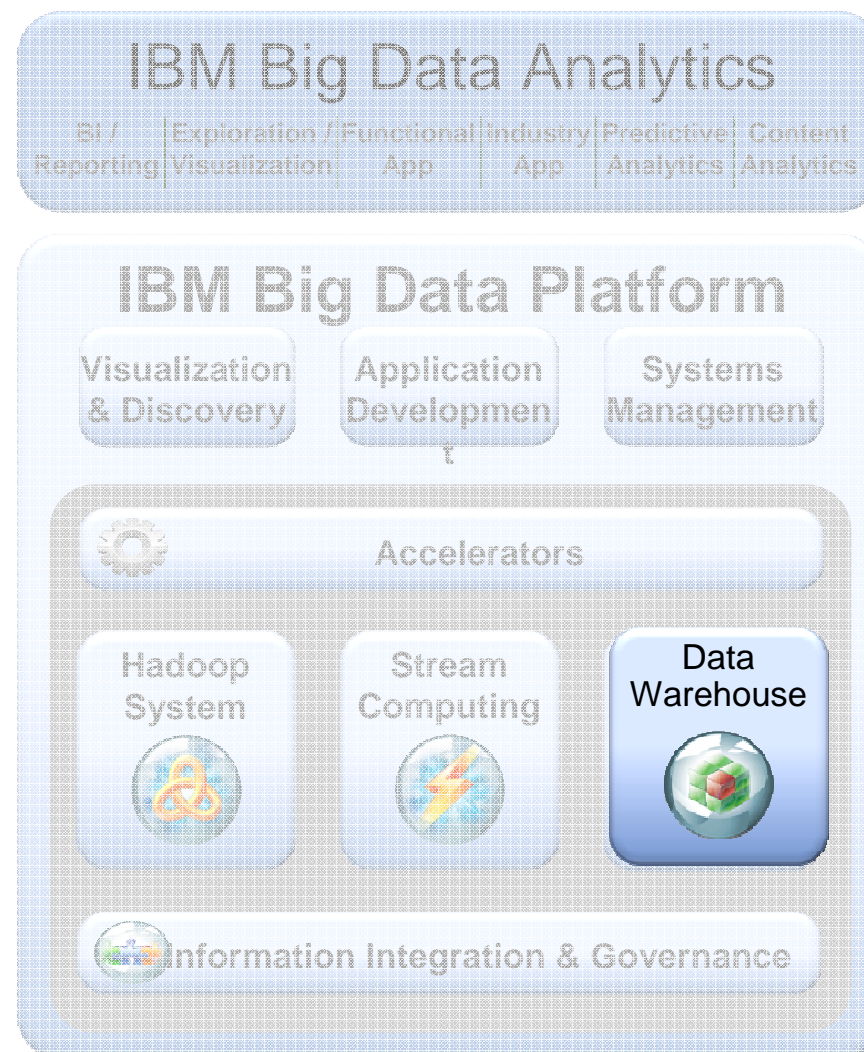 IBM Big Data Analytics
BI / Exploration / Functional Industry Predictive Content
Reporting Visualization App App Analytics Analytics
IBM Big Data Platform
Visualization Application Systems
& Discovery Developmen Management
t
Accelerators
Hadoop Stream Data
System Computing Warehouse
Information Integration & Governance